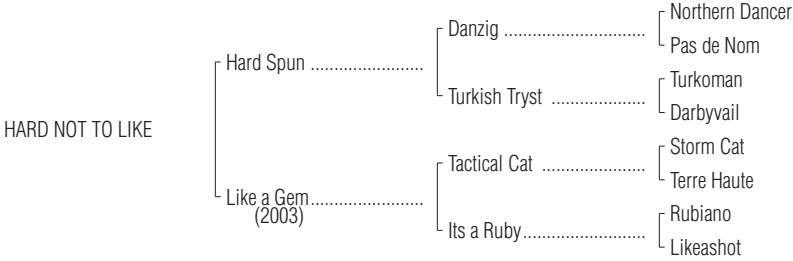 Northern Dancer
Danzig ..............................
Pas de Nom
Hard Spun ........................
Turkoman
Turkish Tryst ....................
Darbyvail
HARD NOT TO LIKE
Storm Cat
Tactical Cat ......................
Terre Haute
Like a Gem........................
(2003)
Rubiano
Its a Ruby..........................
Likeashot